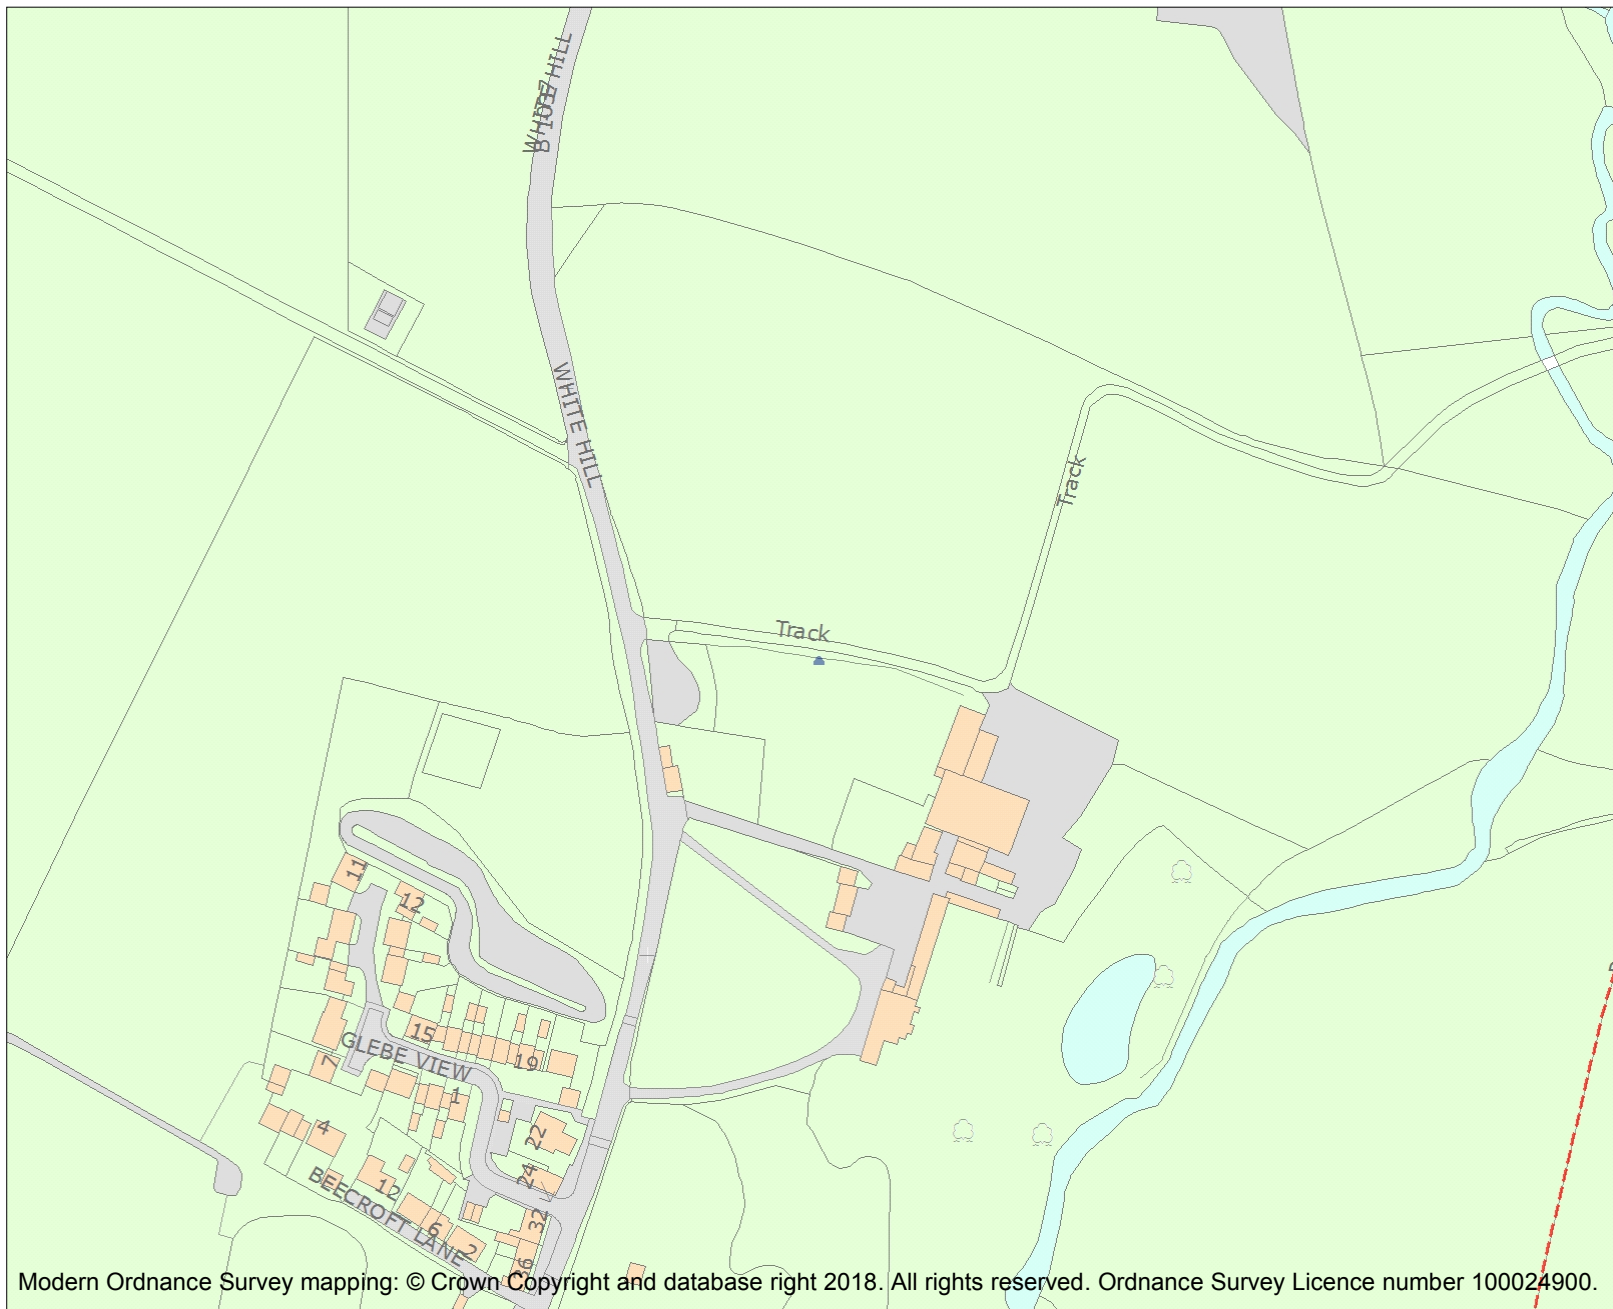 WHITE HILL
B 1037
WHITE HILL
Track
Track
11
12
15
GLEBE VIEW
19
7
1
4
22
24
12
BEECROFT LANE
6
2
32
36
Modern Ordnance Survey mapping: © Crown Copyright and database right 2018. All rights reserved. Ordnance Survey Licence number 100024900.